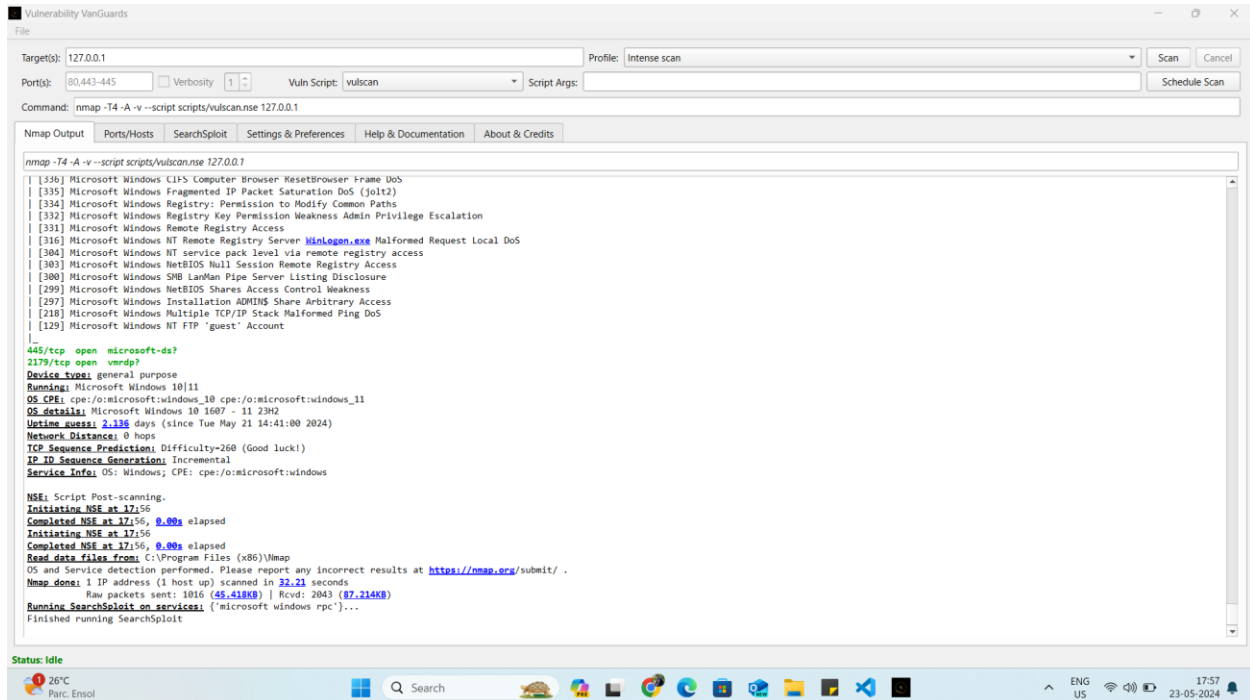 Vulnerability VanGuards
File
Target(s): 127.0.0.1 Profile: Intense scan Scan Cancel
Port(s): 80,443-445 Verbosity 1 Vuln Script: vulscan Script Args: Schedule Scan
Command: nmap -T4 -A -v --script scripts/vulscan.nse 127.0.0.1
Nmap Output Ports/Hosts SearchSploit Settings & Preferences Help & Documentation About & Credits
nmap -T4 -A -v --script scripts/vulscan.nse 127.0.0.1
| [336] Microsoft Windows CIFS Computer Browser ResetBrowser Frame DoS
| [335] Microsoft Windows Fragmented IP Packet Saturation DoS (jolt2)
| [334] Microsoft Windows Registry: Permission to Modify Common Paths
| [332] Microsoft Windows Registry Key Permission Weakness Admin Privilege Escalation
| [331] Microsoft Windows Remote Registry Access
| [316] Microsoft Windows NT Remote Registry Server WinLogon.exe Malformed Request Local DoS
| [304] Microsoft Windows NT service pack level via remote registry access
| [303] Microsoft Windows NetBIOS Null Session Remote Registry Access
| [300] Microsoft Windows SMB LanMan Pipe Server Listing Disclosure
| [299] Microsoft Windows NetBIOS Shares Access Control Weakness
| [297] Microsoft Windows Installation ADMIN$ Share Arbitrary Access
| [218] Microsoft Windows Multiple TCP/IP Stack Malformed Ping DoS
| [129] Microsoft Windows NT FTP 'guest' Account
|_
445/tcp open microsoft-ds?
2179/tcp open vmrdp?
Device type: general purpose
Running: Microsoft Windows 10|11
OS CPE: cpe:/o:microsoft:windows_10 cpe:/o:microsoft:windows_11
OS details: Microsoft Windows 10 1607 - 11 23H2
Uptime guess: 2.136 days (since Tue May 21 14:41:00 2024)
Network Distance: 0 hops
TCP Sequence Prediction: Difficulty=260 (Good luck!)
IP ID Sequence Generation: Incremental
Service Info: OS: Windows; CPE: cpe:/o:microsoft:windows
NSE: Script Post-scanning.
Initiating NSE at 17:56
Completed NSE at 17:56, 0.00s elapsed
Initiating NSE at 17:56
Completed NSE at 17:56, 0.00s elapsed
Read data files from: C:\Program Files (x86)\Nmap
OS and Service detection performed. Please report any incorrect results at https://nmap.org/submit/ .
Nmap done: 1 IP address (1 host up) scanned in 32.21 seconds
Raw packets sent: 1016 (45.418KB) | Rcvd: 2043 (87.214KB)
Running SearchSploit on services: {'microsoft windows rpc'}...
Finished running SearchSploit
Status: Idle
1 26°C Search ENG 17:57
Parc. Ensol US 23-05-2024